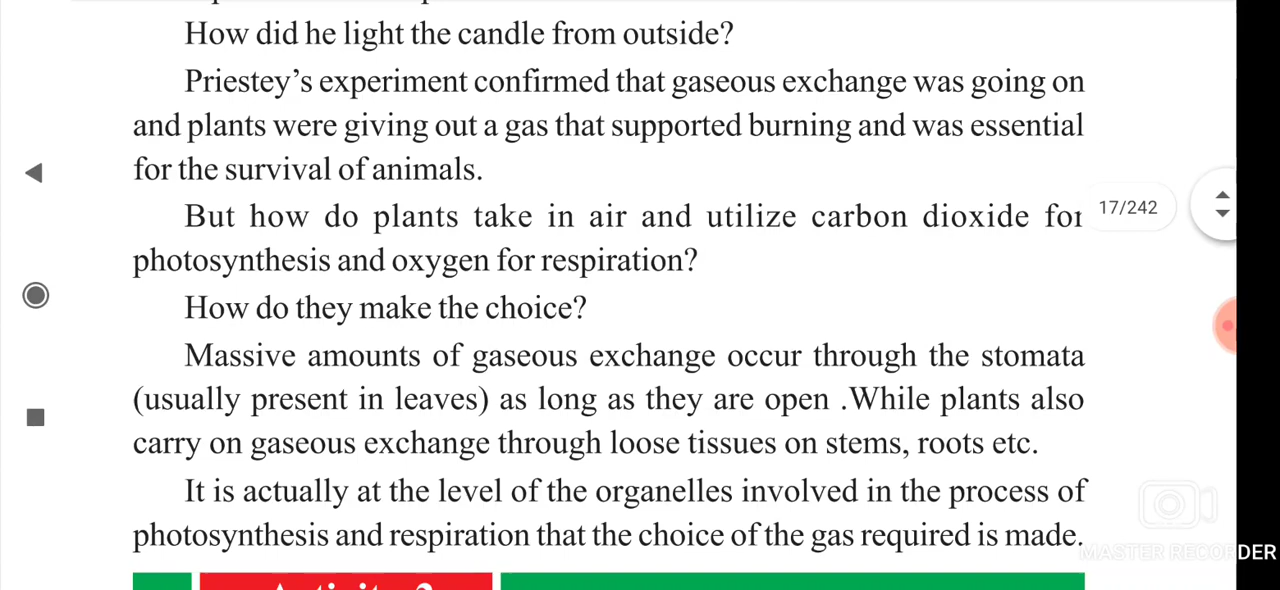 How did he light the candle from outside?
Priestey’s experiment confirmed that gaseous exchange was going on
and plants were giving out a gas that supported burning and was essential
for the survival of animals.
But how do plants take in air and utilize carbon dioxide for
17/242
photosynthesis and oxygen for respiration?
How do they make the choice?
Massive amounts of gaseous exchange occur through the stomata
(usually present in leaves) as long as they are open .While plants also
carry on gaseous exchange through loose tissues on stems, roots etc.
It is actually at the level of the organelles involved in the process of
photosynthesis and respiration that the choice of the gas required is made.
MASTER RECORDER